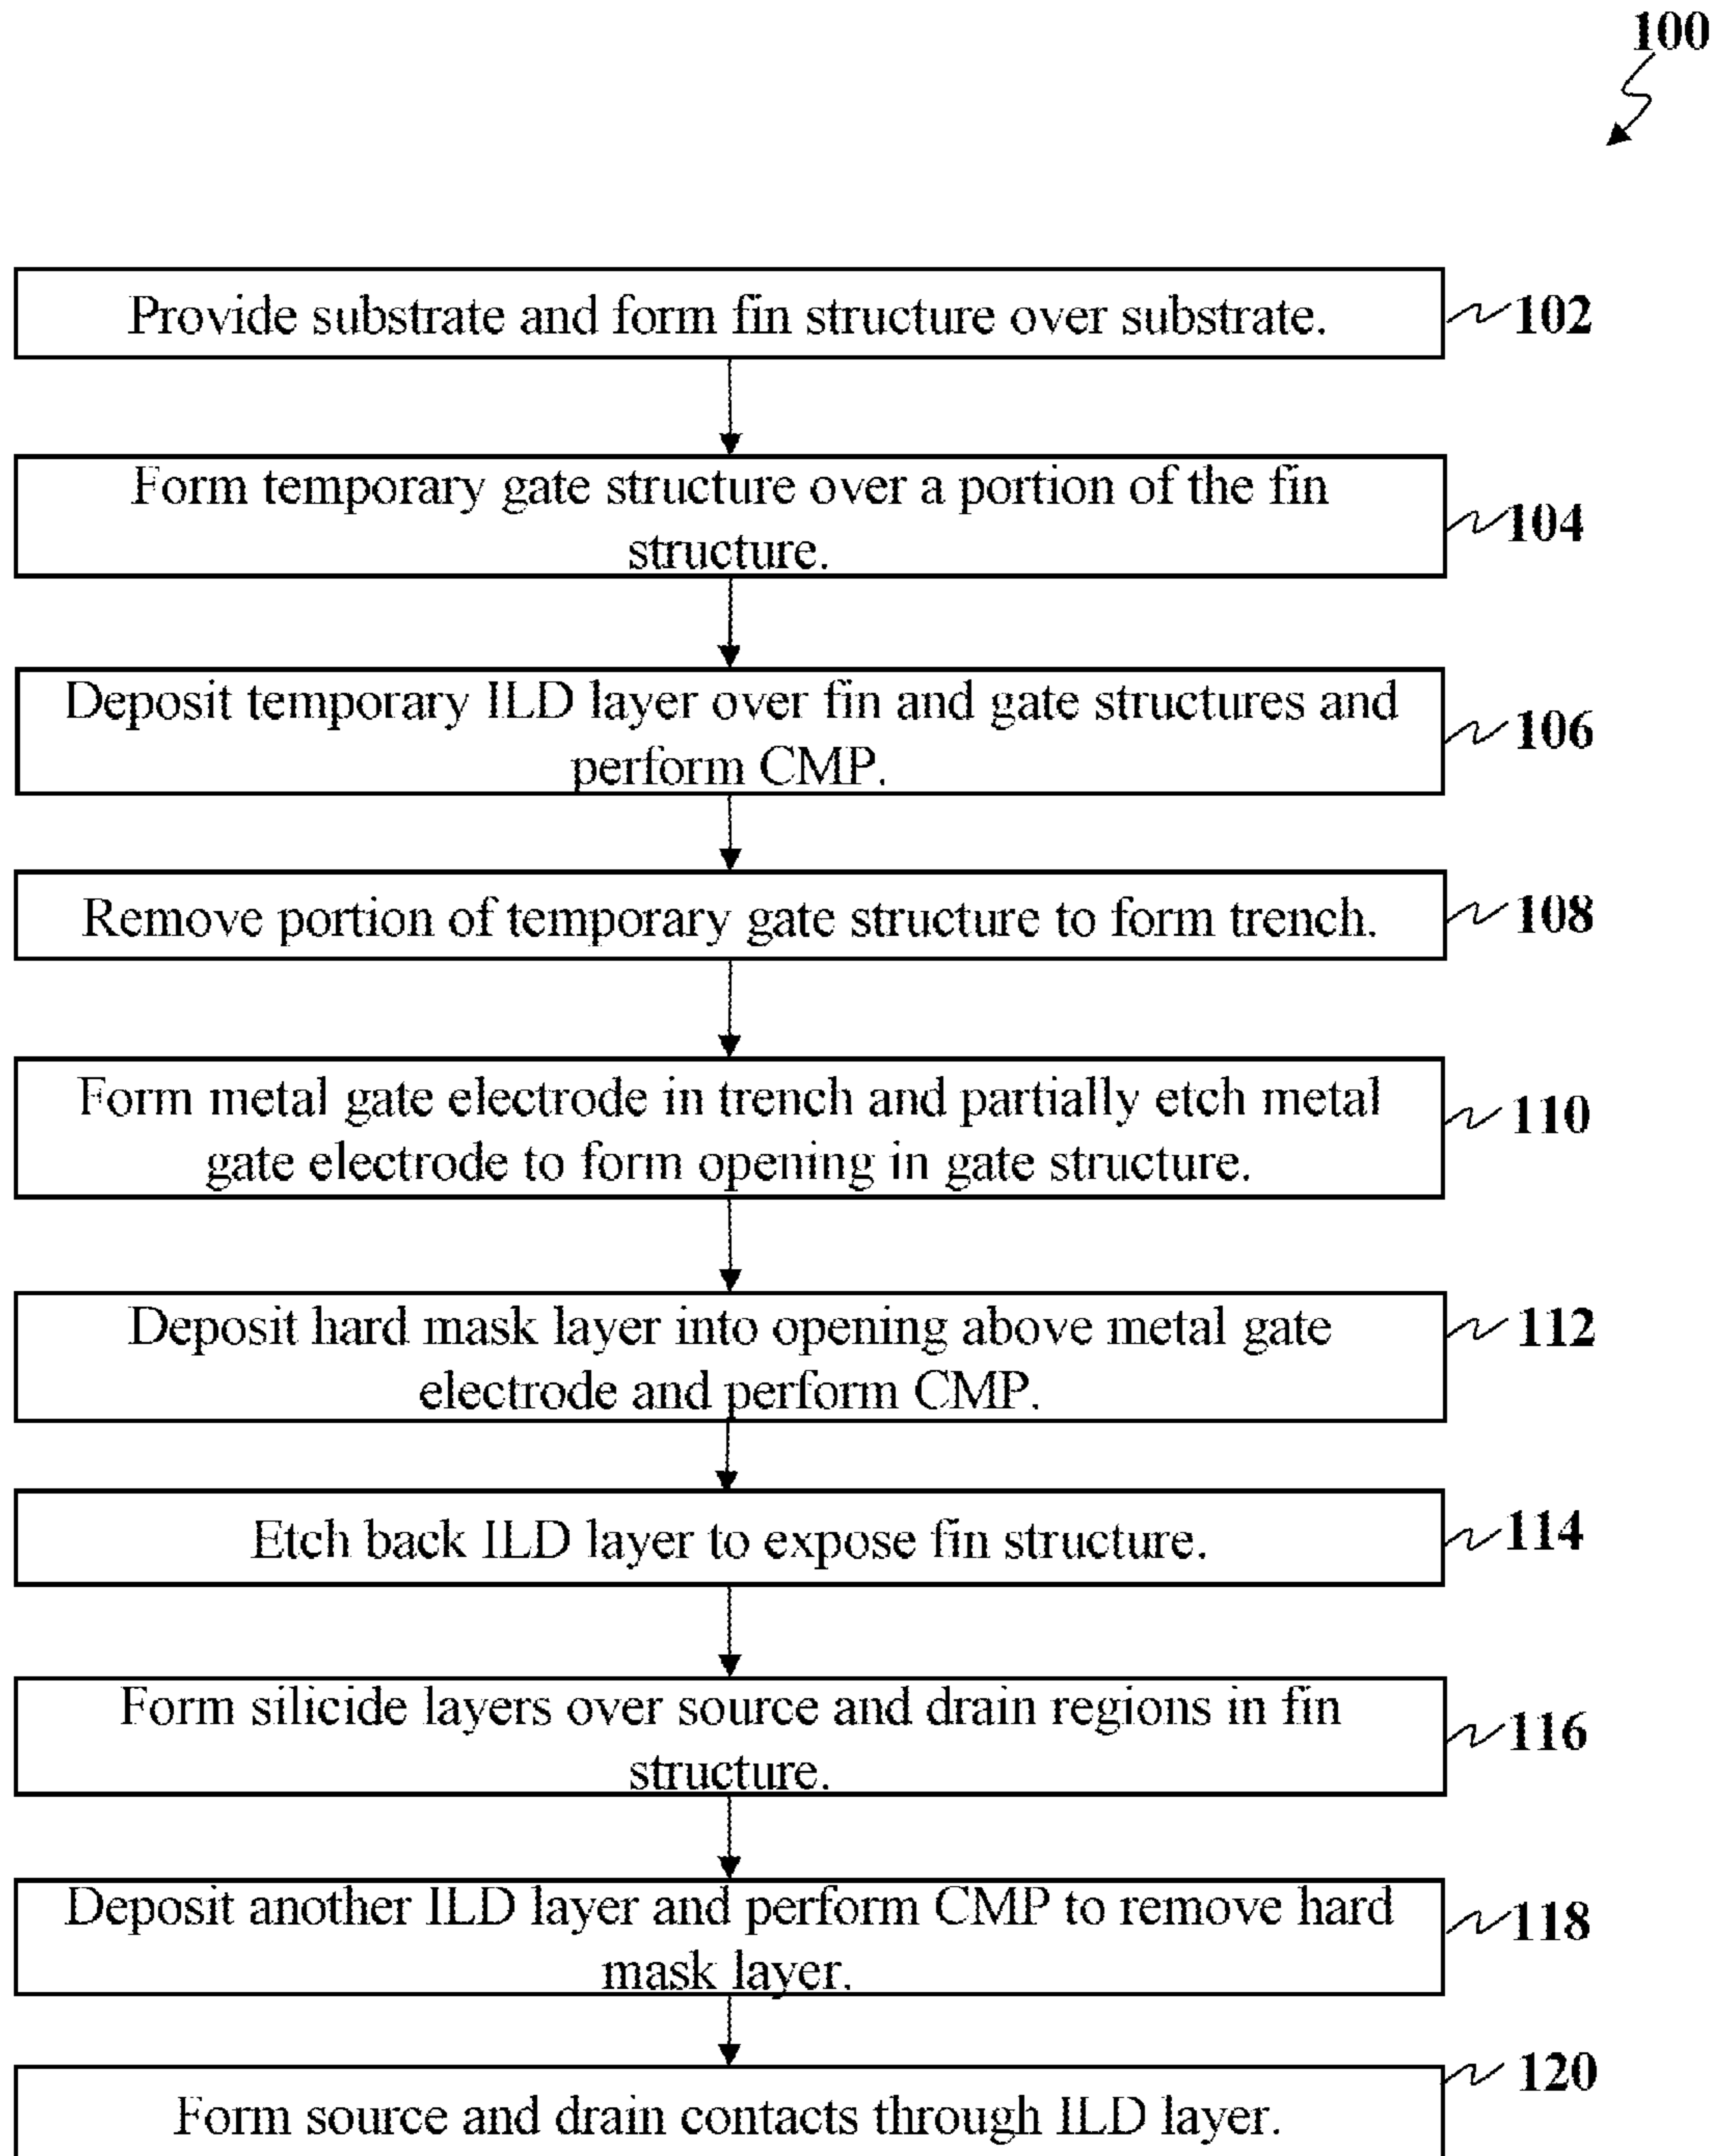 100
Provide substrate and form fin structure over substrate.
102
Form temporary gate structure over a portion of the fin
structure.
104
Deposit temporary ILD layer over fin and gate structures and
perform CMP.
106
Remove portion of temporary gate structure to form trench.
108
Form metal gate electrode in trench and partially etch metal
gate electrode to form opening in gate structure.
110
Deposit hard mask layer into opening above metal gate
electrode and perform CMP.
112
Etch back ILD layer to expose fin structure.
114
Form silicide layers over source and drain regions in fin
structure.
116
Deposit another ILD layer and perform CMP to remove hard
mask layer.
118
Form source and drain contacts through ILD layer.
120